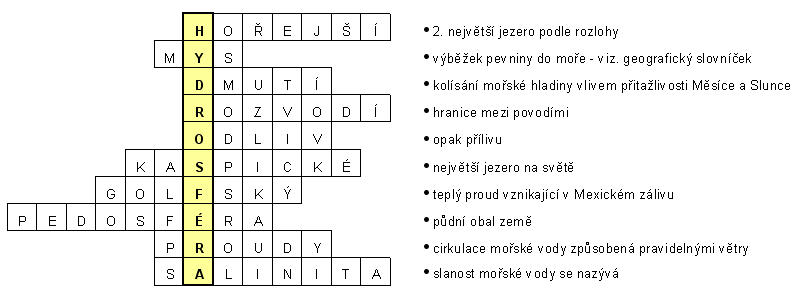 H O Ř E J Š Í • 2. největší jezero podle rozlohy
M Y S • výběžek pevniny do moře - viz. geografický slovníček
D M U T Í • kolísání mořské hladiny vlivem přitažlivosti Měsíce a Slunce
R O Z V O D Í • hranice mezi povodími
O D L I V • opak přílivu
K A S P I C K É • největší jezero na světě
G O L F S K Ý • teplý proud vznikající v Mexickém zálivu
P E D O S F É R A • půdní obal země
P R O U D Y • cirkulace mořské vody způsobená pravidelnými větry
S A L I N I T A • slanost mořské vody se nazývá